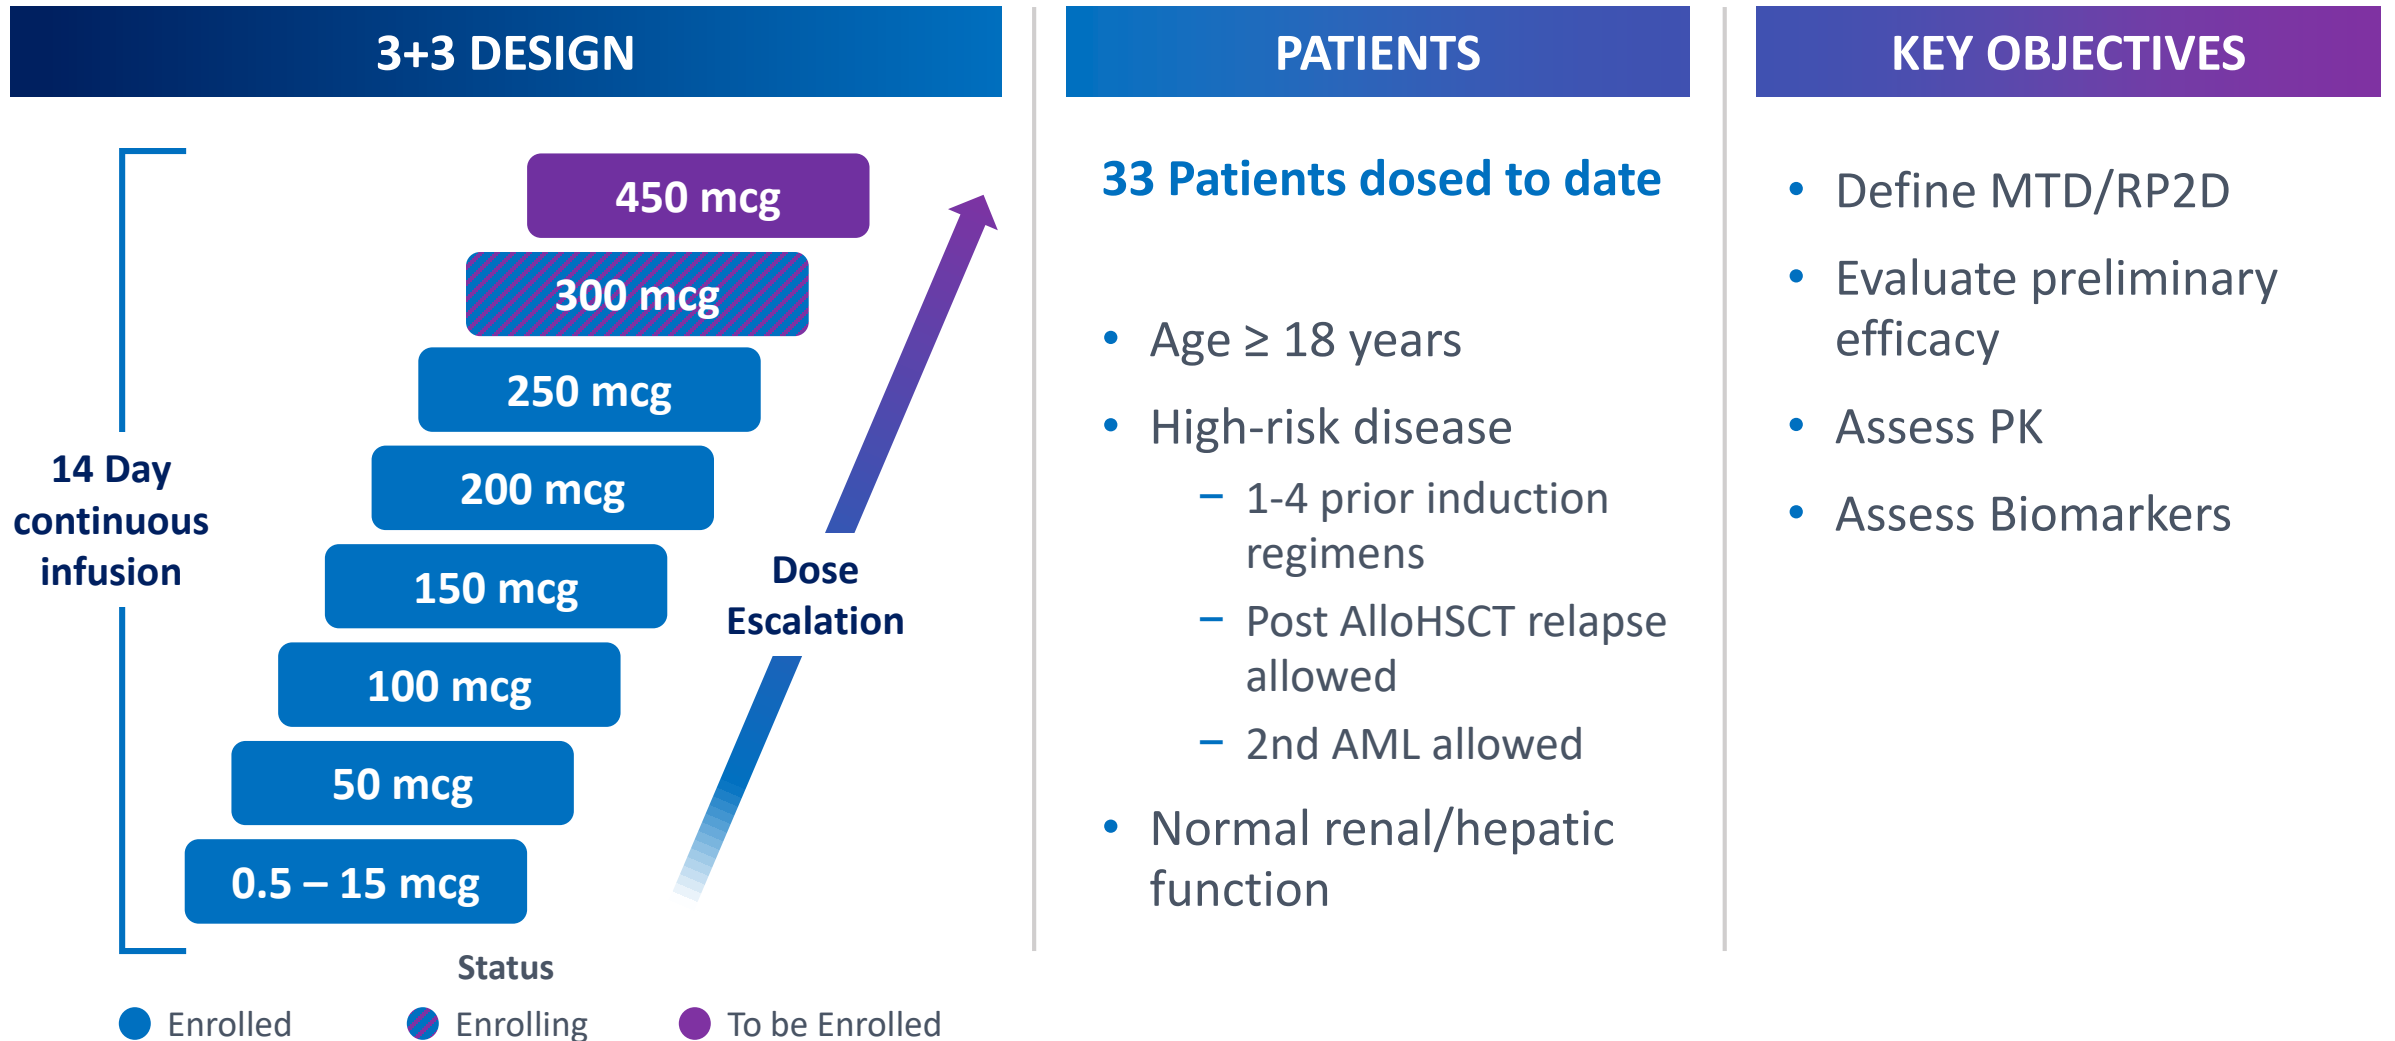 3+3 DESIGN
450 mcg
300 mcg
250 mcg
200 mcg
150 mcg
100 mcg
50 mcg
0.5 – 15 mcg
14 Day
continuous
infusion
Dose
Escalation
Status
Enrolled
Enrolling
To be Enrolled
PATIENTS
33 Patients dosed to date
• Age ≥ 18 years
• High-risk disease
– 1-4 prior induction
regimens
– Post AlloHSCT relapse
allowed
– 2nd AML allowed
• Normal renal/hepatic
function
KEY OBJECTIVES
• Define MTD/RP2D
• Evaluate preliminary
efficacy
• Assess PK
• Assess Biomarkers